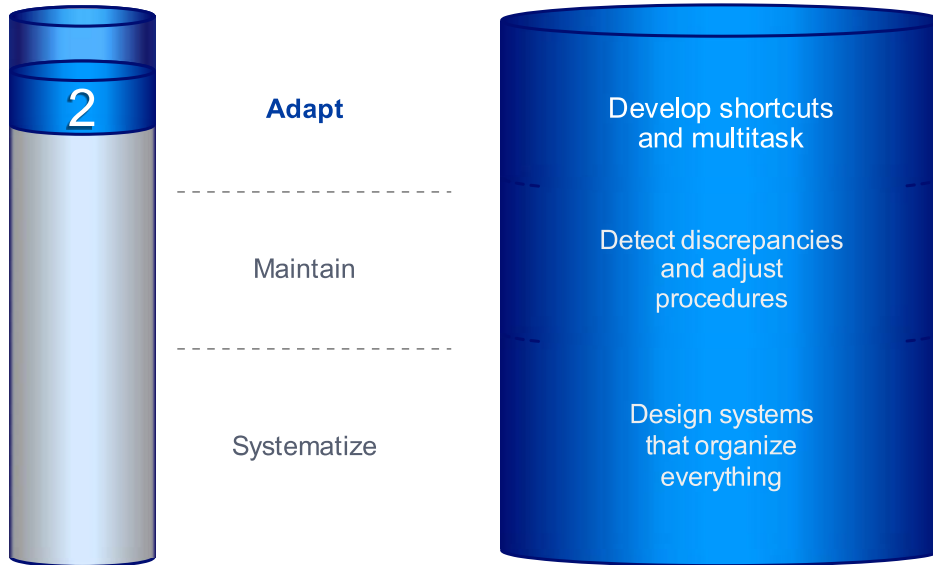 2
Adapt
Develop shortcuts
and multitask
Maintain
Detect discrepancies
and adjust
procedures
Systematize
Design systems
that organize
everything